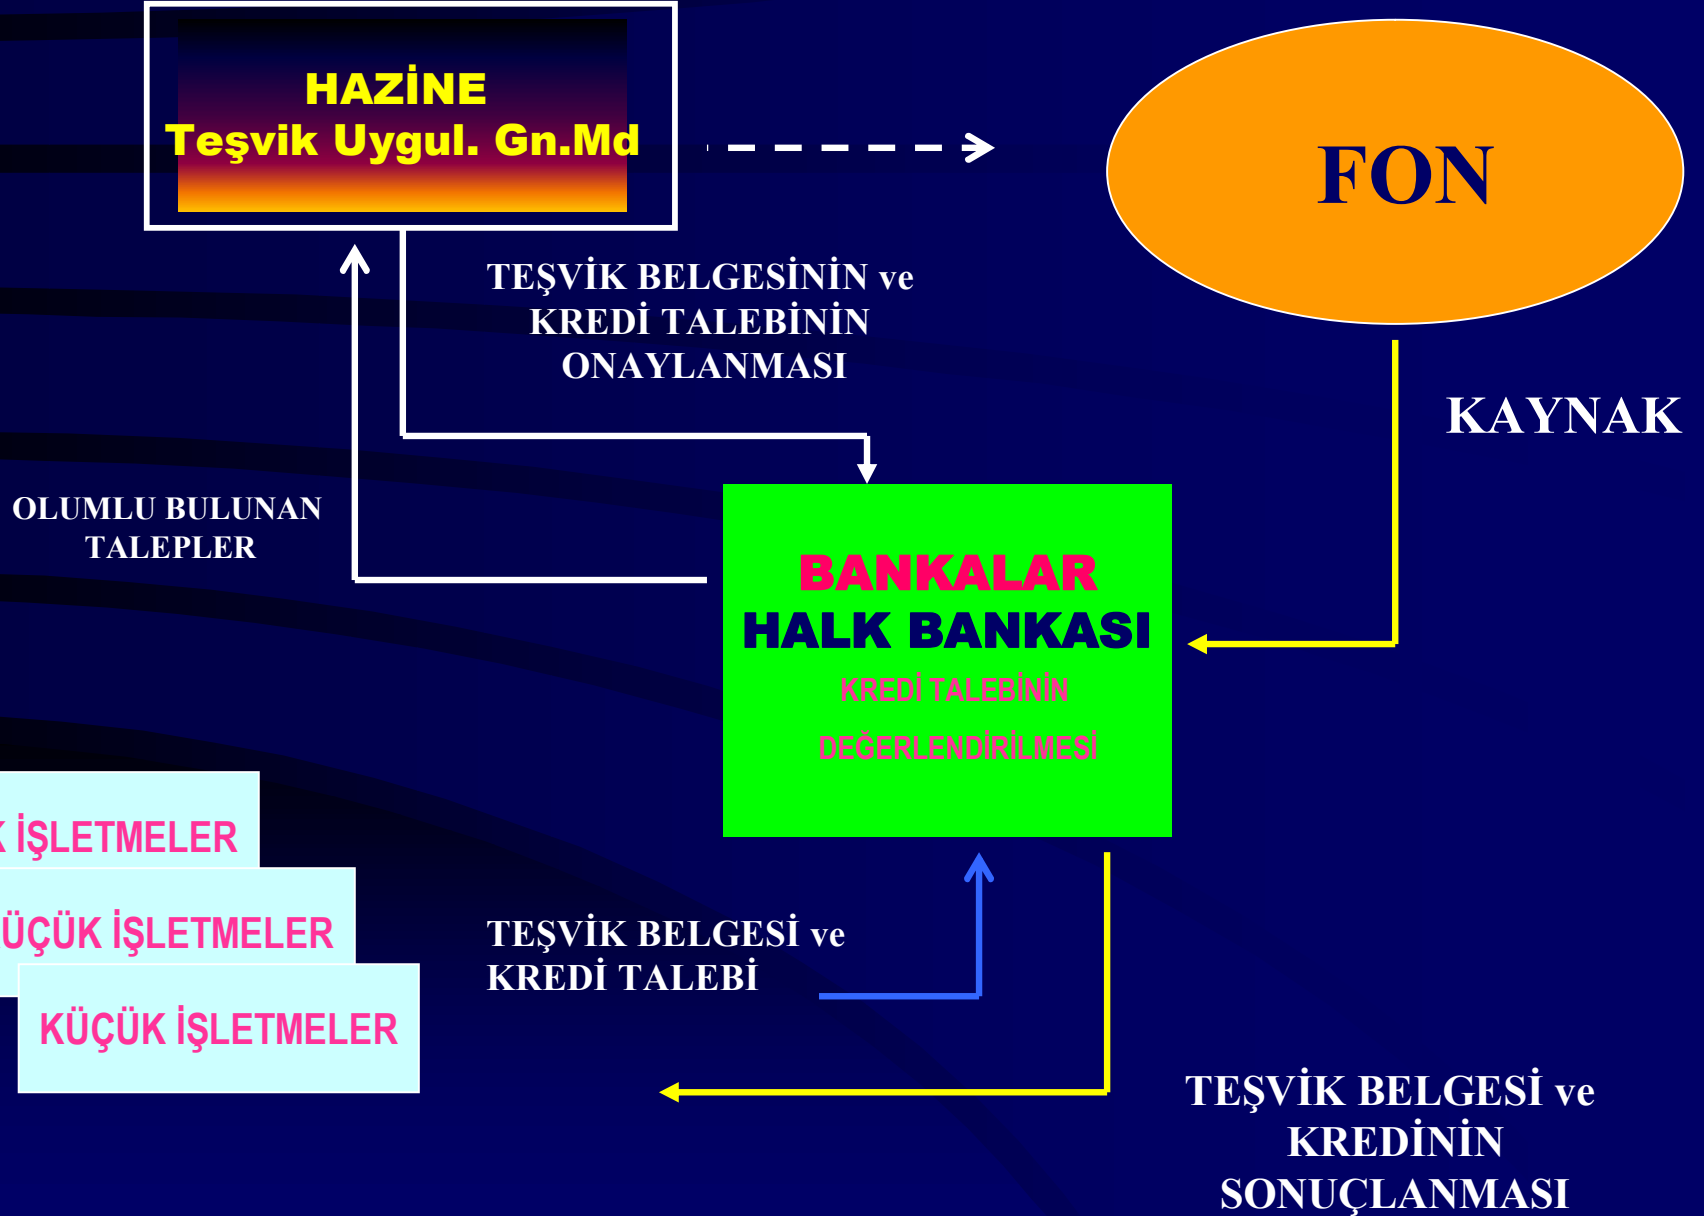 HAZİNE
Teşvik Uygul. Gn.Md
FON
TEŞVİK BELGESİNİN ve
KREDİ TALEBİNİN
ONAYLANMASI
KAYNAK
OLUMLU BULUNAN
TALEPLER
BANKALAR
HALK BANKASI
KREDİ TALEBİNİN
DEĞERLENDİRİLMESİ
K İŞLETMELER
ÜÇÜK İŞLETMELER
KÜÇÜK İŞLETMELER
TEŞVİK BELGESİ ve
KREDİ TALEBİ
TEŞVİK BELGESİ ve
KREDİNİN
SONUÇLANMASI